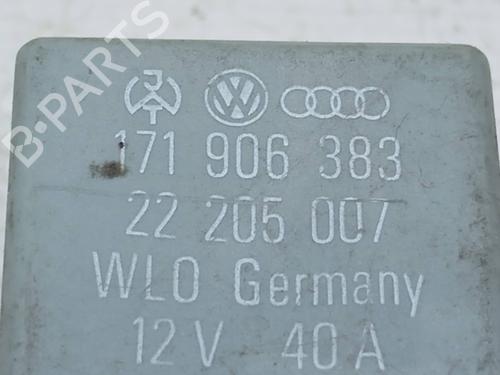 B-PARTS
171 906 383
22 205 007
WLO Germany
12 V 40 A